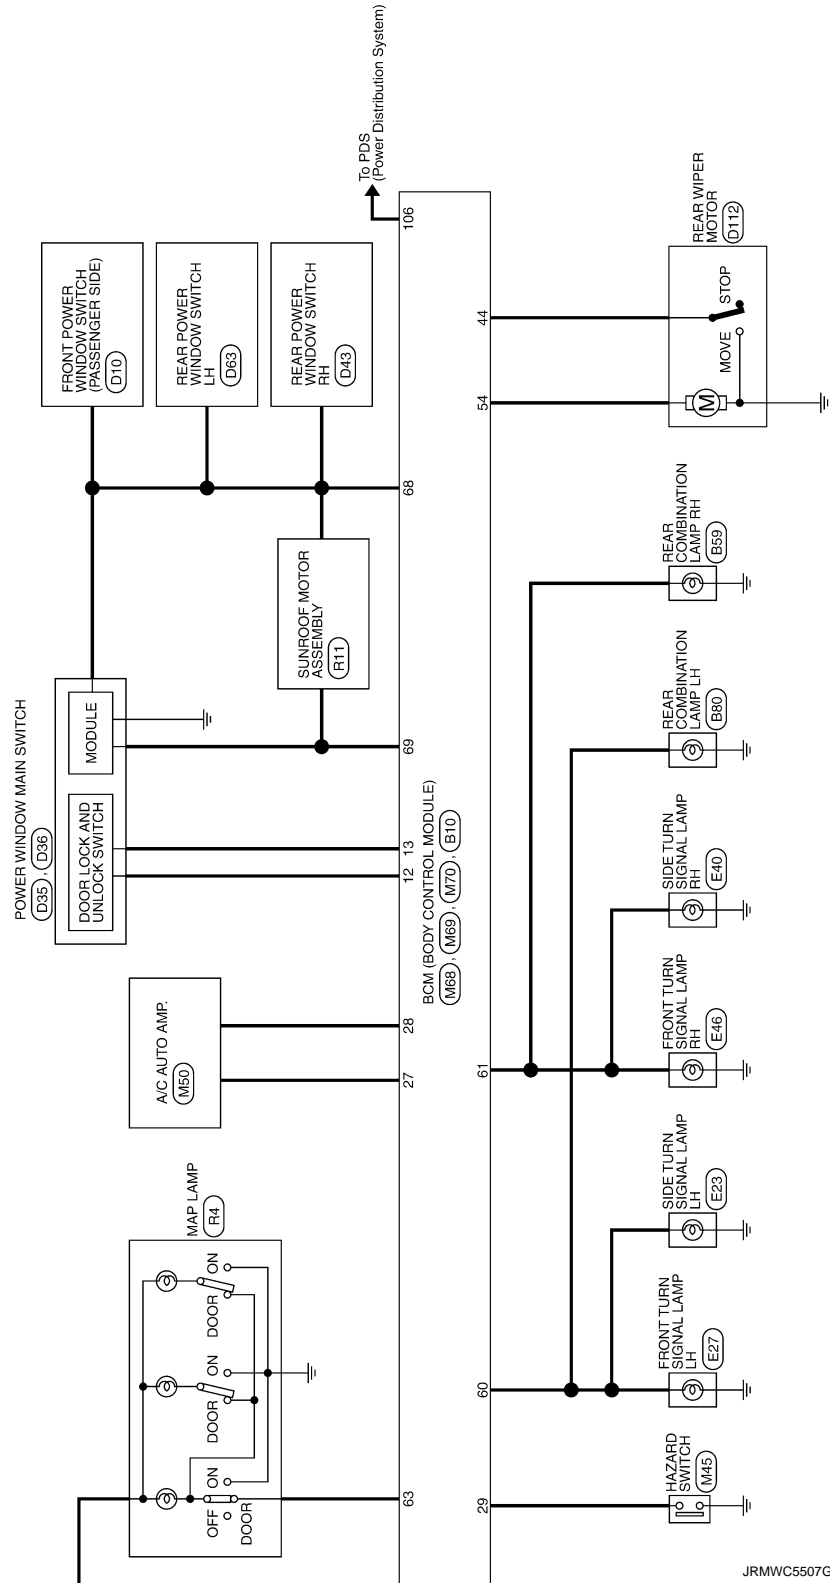 To PDS
(Power Distribution System)
106
FRONT POWER
WINDOW SWITCH
(PASSENGER SIDE)
D10
REAR POWER
WINDOW SWITCH
LH
D63
REAR POWER
WINDOW SWITCH
RH
D43
68
SUNROOF MOTOR
ASSEMBLY
R11
69
POWER WINDOW MAIN SWITCH
D35 , D36
MODULE
DOOR LOCK AND
UNLOCK SWITCH
13
12
BCM (BODY CONTROL MODULE)
M68 , M69 , M70 , B10
A/C AUTO AMP.
M50
28
27
MAP LAMP
R4
ON
DOOR
ON
DOOR
ON
OFF
DOOR
63
REAR WIPER
MOTOR
D112
STOP
MOVE
M
44
54
REAR
COMBINATION
LAMP RH
B59
REAR
COMBINATION
LAMP LH
B80
SIDE TURN
SIGNAL LAMP
RH
E40
FRONT TURN
SIGNAL LAMP
RH
E46
61
SIDE TURN
SIGNAL LAMP
LH
E23
FRONT TURN
SIGNAL LAMP
LH
E27
60
HAZARD
SWITCH
M45
29
JRMWC5507G